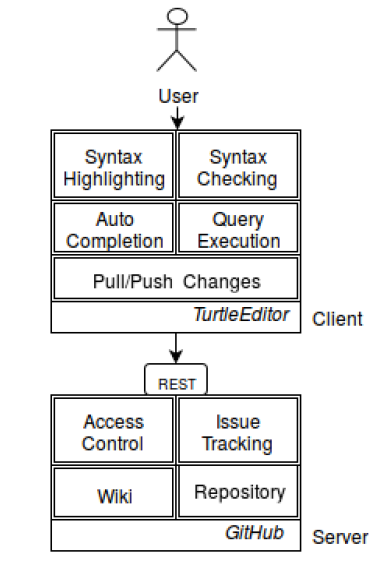 User
Syntax Highlighting
Syntax Checking
Auto Completion
Query Execution
Pull/Push Changes
TurtleEditor
Client
REST
Access Control
Issue Tracking
Wiki
Repository
GitHub
Server